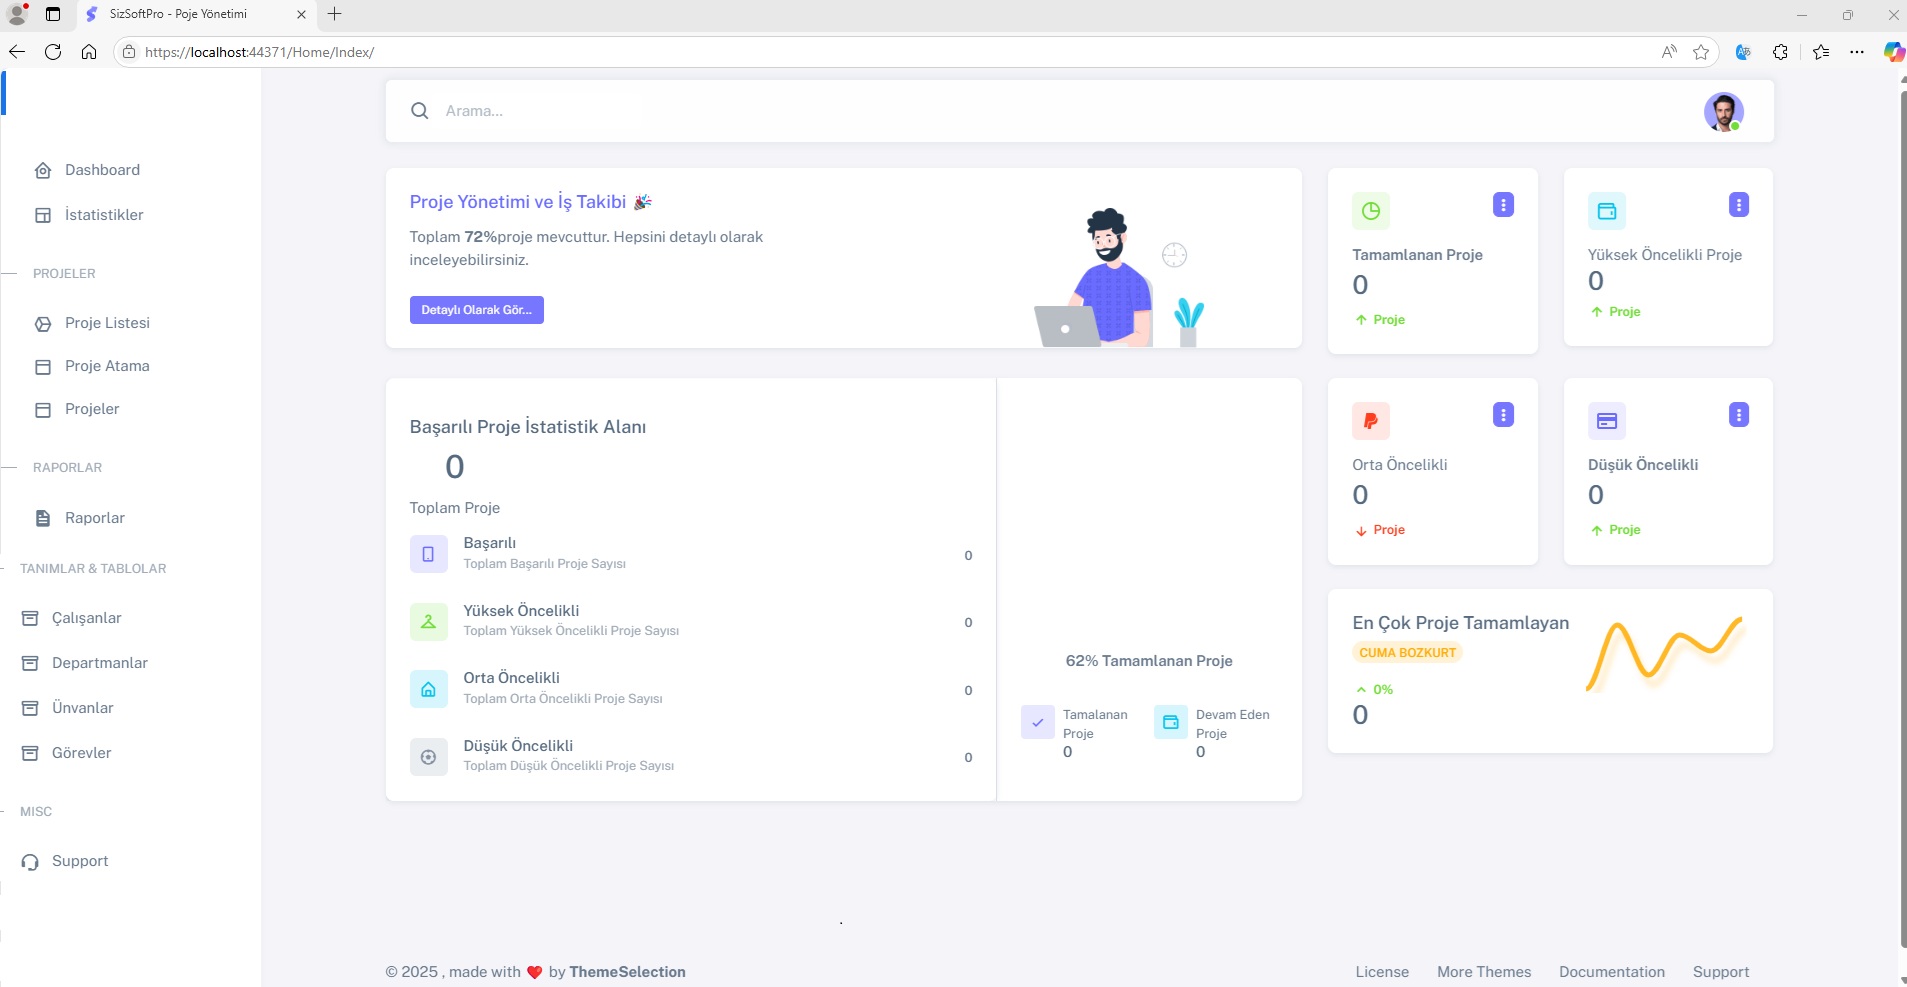 SizSoftPro - Poje Yönetimi
https://localhost:44371/Home/Index/
Arama...
Dashboard
İstatistikler
PROJELER
Proje Listesi
Proje Atama
Projeler
RAPORLAR
Raporlar
TANIMLAR & TABLOLAR
Çalışanlar
Departmanlar
Ünvanlar
Görevler
MISC
Support
Proje Yönetimi ve İş Takibi
Toplam 72%proje mevcuttur. Hepsini detaylı olarak
inceleyebilirsiniz.
Detaylı Olarak Gör...
Tamamlanan Proje
0
Proje
Yüksek Öncelikli Proje
0
Proje
Başarılı Proje İstatistik Alanı
0
Toplam Proje
Başarılı
Toplam Başarılı Proje Sayısı
0
Yüksek Öncelikli
Toplam Yüksek Öncelikli Proje Sayısı
0
Orta Öncelikli
Toplam Orta Öncelikli Proje Sayısı
0
Düşük Öncelikli
Toplam Düşük Öncelikli Proje Sayısı
0
62% Tamamlanan Proje
Tamalanan
Proje
0
Devam Eden
Proje
0
Orta Öncelikli
0
Proje
Düşük Öncelikli
0
Proje
En Çok Proje Tamamlayan
CUMA BOZKURT
0%
0
© 2025 , made with ❤️ by ThemeSelection
License More Themes Documentation Support